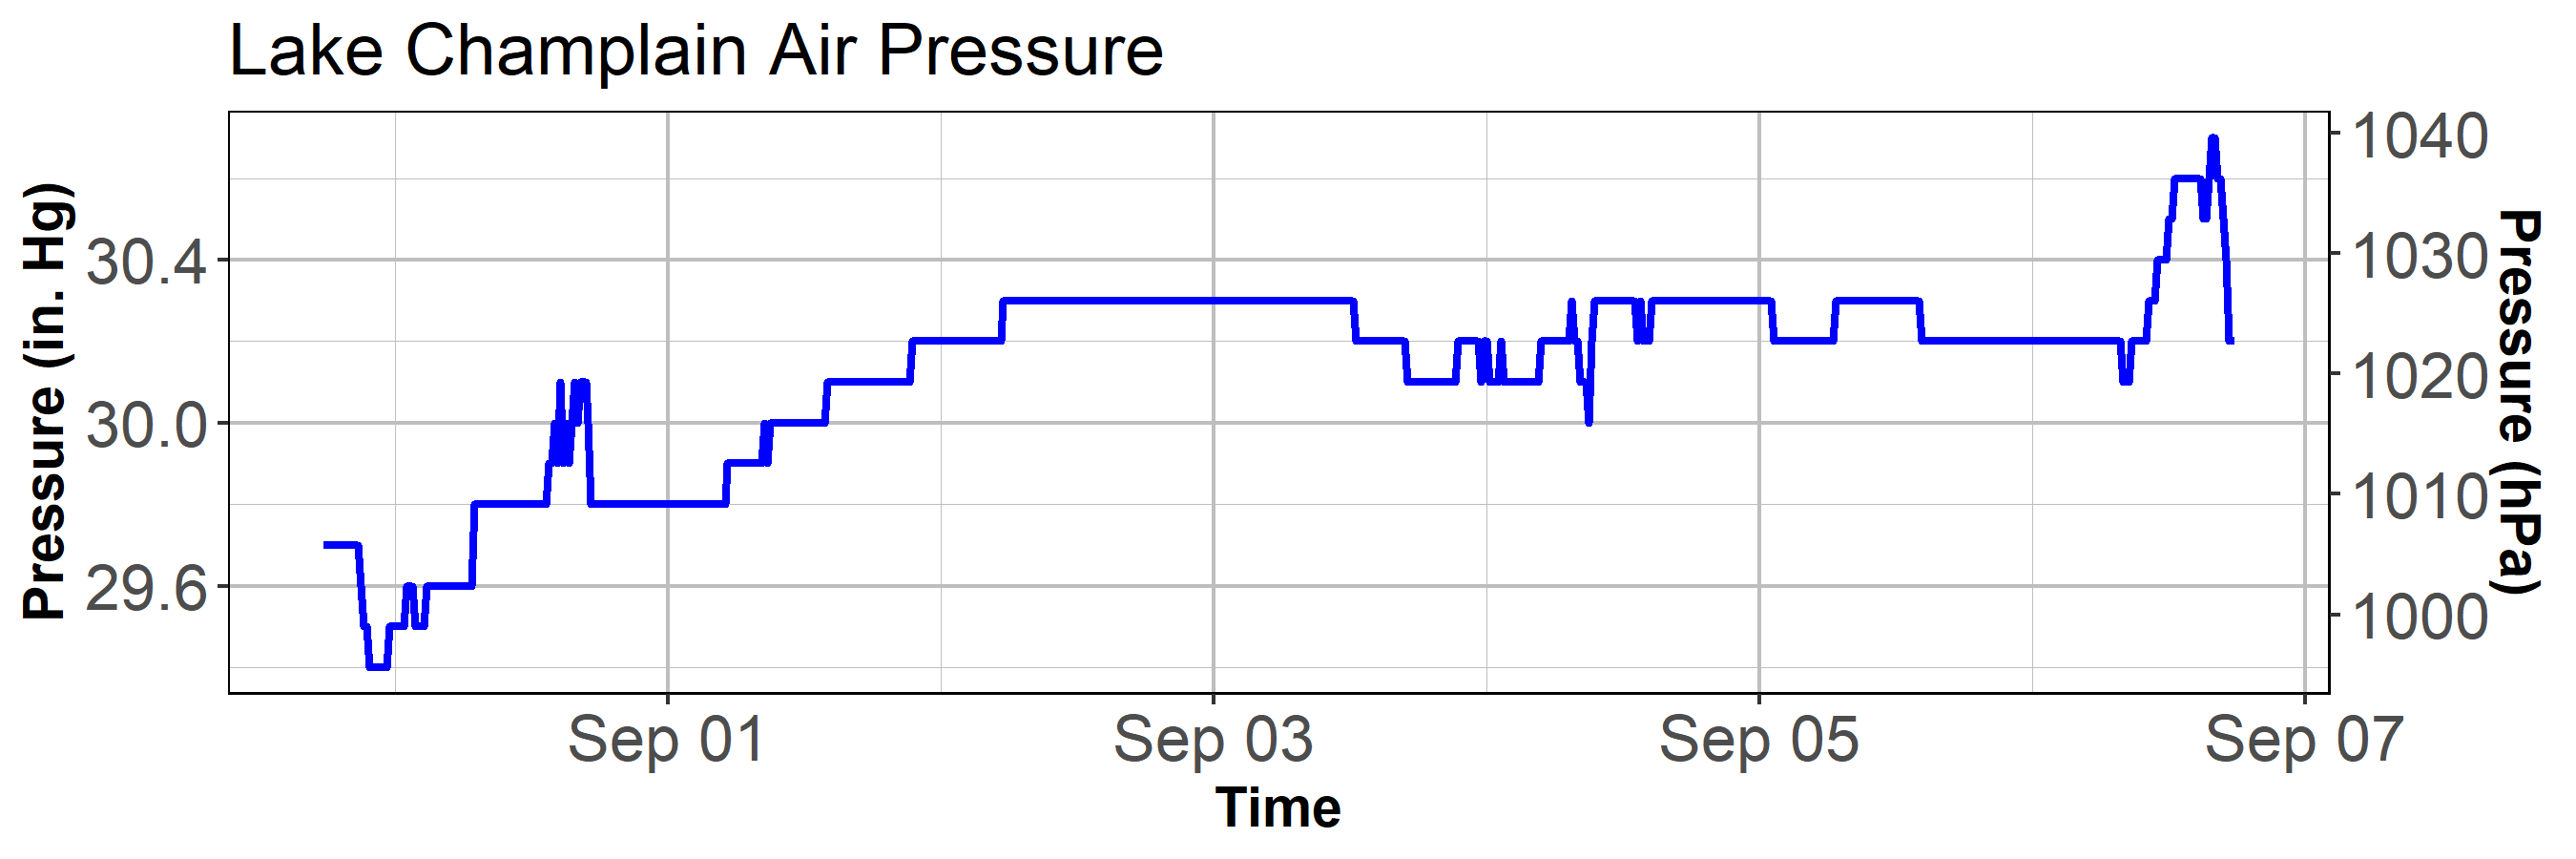 Lake Champlain Air Pressure
Pressure (in. Hg)
30.4
30.0
29.6
1040
1030
1020
1010
1000
Pressure (hPa)
Sep 01 Sep 03 Sep 05 Sep 07
Time